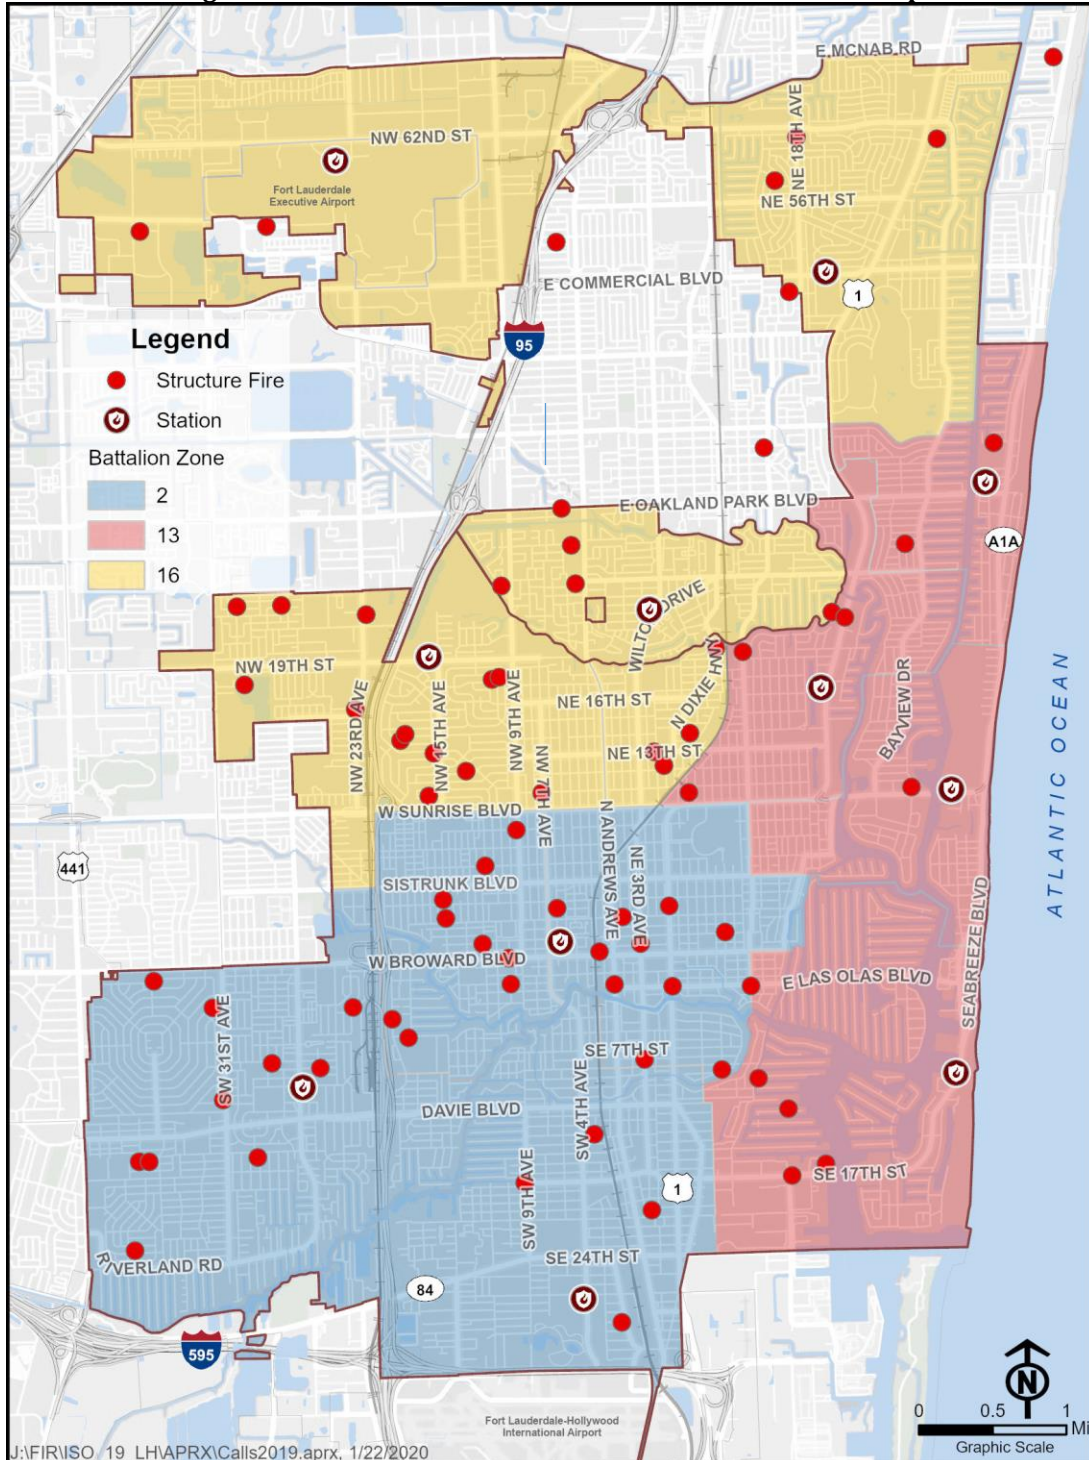 E MCNAB RD
NW 62ND ST
NE 18TH AVE
Fort Lauderdale
Executive Airport
NE 56TH ST
E COMMERCIAL BLVD
1
95
Legend
Structure Fire
Station
Battalion Zone
2
13
16
E OAKLAND PARK BLVD
A1A
WILTON DRIVE
NW 19TH ST
N DIXIE HWY
NE 16TH ST
NW 9TH AVE
NW 15TH AVE
NW 23RD AVE
BAYVIEW DR
NE 13TH ST
NW 7TH AVE
W SUNRISE BLVD
N ANDREWS AVE
NE 3RD AVE
441
SISTRUNK BLVD
ATLANTIC OCEAN
SEABREEZE BLVD
W BROWARD BLVD
E LAS OLAS BLVD
SW 31ST AVE
SE 7TH ST
SW 4TH AVE
DAVIE BLVD
SE 17TH ST
SW 9TH AVE
1
RIVERLAND RD
SE 24TH ST
84
595
N
0 0.5 1
Mi
Graphic Scale
Fort Lauderdale-Hollywood
International Airport
J:\FIR\ISO_19_LH\APRX\Calls2019.aprx, 1/22/2020